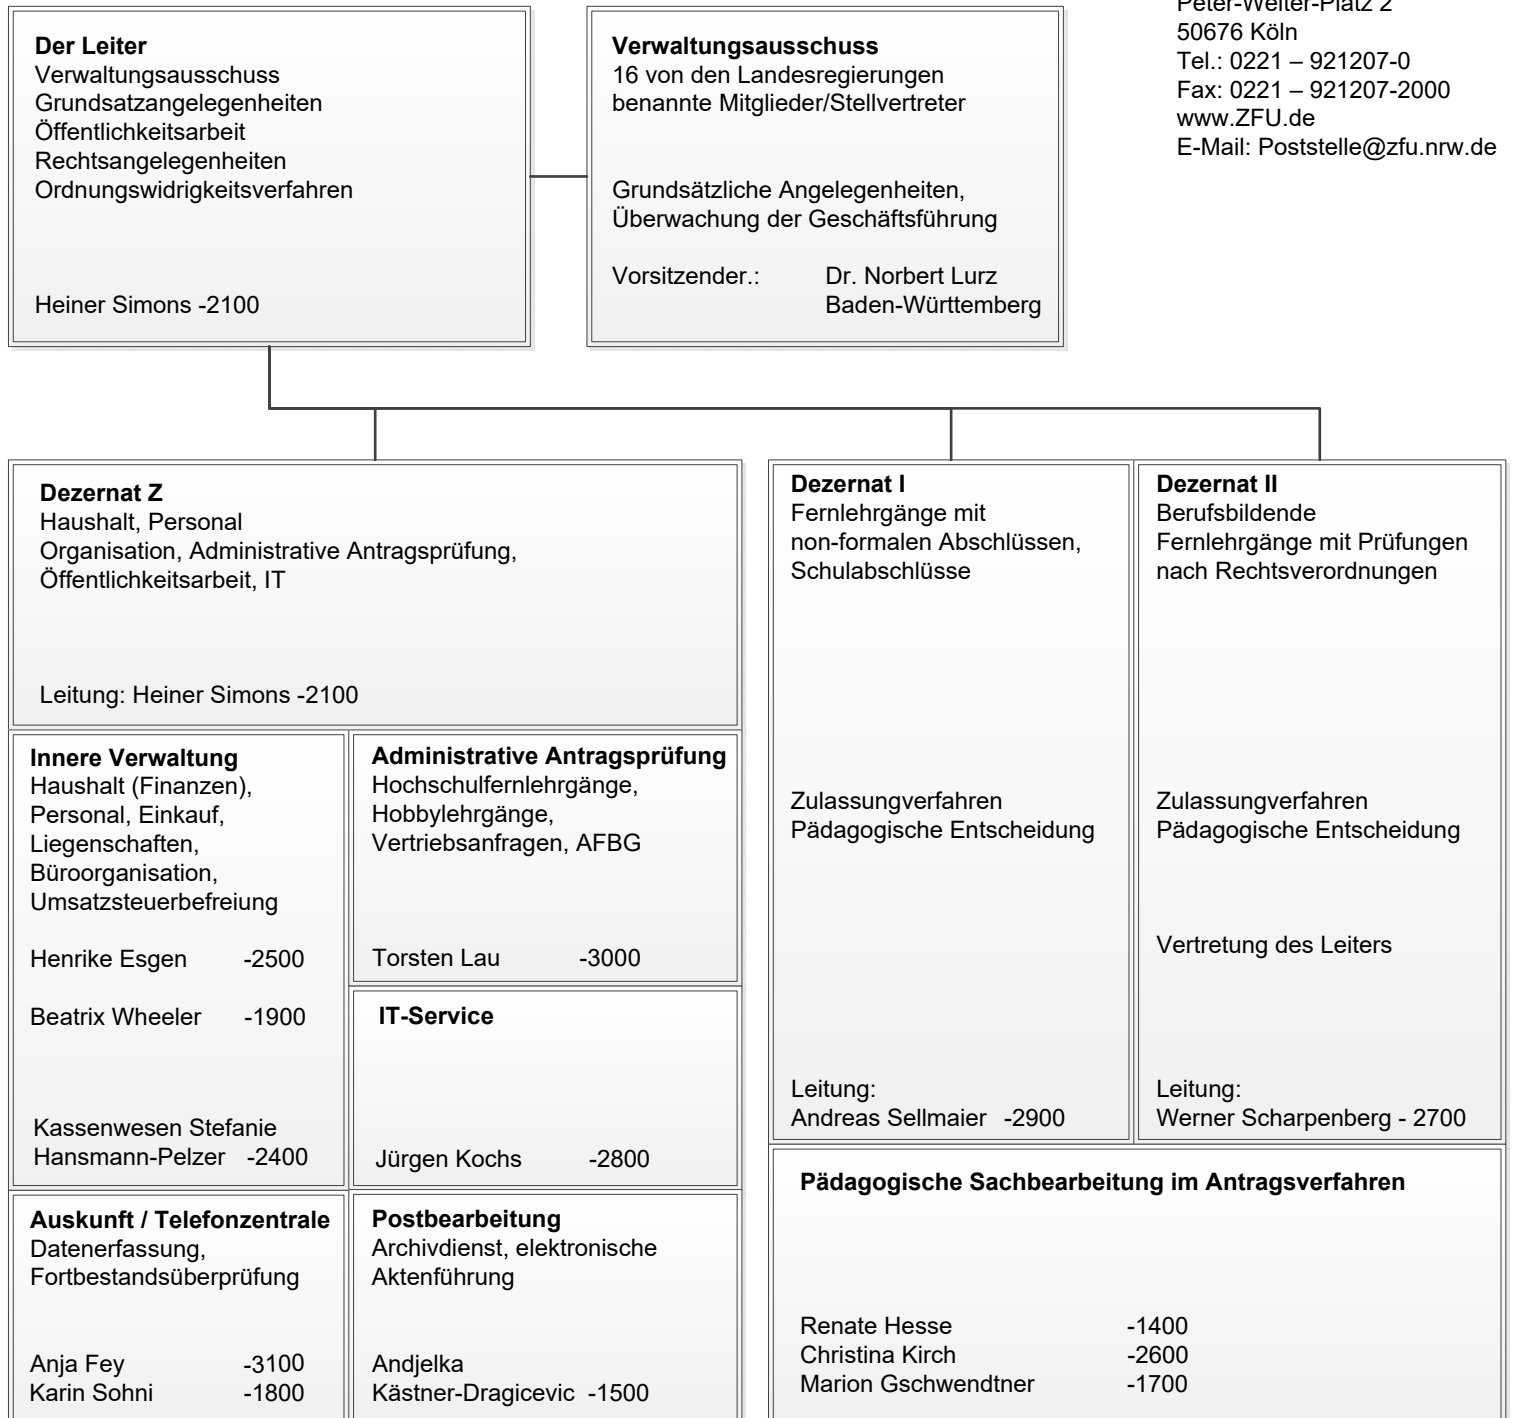 Peter-Welter-Platz 2
50676 Köln
Tel.: 0221 – 921207-0
Fax: 0221 – 921207-2000
www.ZFU.de
E-Mail: Poststelle@zfu.nrw.de
Der Leiter
Verwaltungsausschuss
Grundsatzangelegenheiten
Öffentlichkeitsarbeit
Rechtsangelegenheiten
Ordnungswidrigkeitsverfahren
Heiner Simons -2100
Verwaltungsausschuss
16 von den Landesregierungen
benannte Mitglieder/Stellvertreter
Grundsätzliche Angelegenheiten,
Überwachung der Geschäftsführung
Vorsitzender.: Dr. Norbert Lurz
Baden-Württemberg
Dezernat Z
Haushalt, Personal
Organisation, Administrative Antragsprüfung,
Öffentlichkeitsarbeit, IT
Leitung: Heiner Simons -2100
Innere Verwaltung
Haushalt (Finanzen),
Personal, Einkauf,
Liegenschaften,
Büroorganisation,
Umsatzsteuerbefreiung
Henrike Esgen -2500
Beatrix Wheeler -1900
Kassenwesen Stefanie
Hansmann-Pelzer -2400
Administrative Antragsprüfung
Hochschulfernlehrgänge,
Hobbylehrgänge,
Vertriebsanfragen, AFBG
Torsten Lau -3000
IT-Service
Jürgen Kochs -2800
Auskunft / Telefonzentrale
Datenerfassung,
Fortbestandsüberprüfung
Anja Fey -3100
Karin Sohni -1800
Postbearbeitung
Archivdienst, elektronische
Aktenführung
Andjelka
Kästner-Dragicevic -1500
Dezernat I
Fernlehrgänge mit
non-formalen Abschlüssen,
Schulabschlüsse
Zulassungverfahren
Pädagogische Entscheidung
Leitung:
Andreas Sellmaier -2900
Dezernat II
Berufsbildende
Fernlehrgänge mit Prüfungen
nach Rechtsverordnungen
Zulassungverfahren
Pädagogische Entscheidung
Vertretung des Leiters
Leitung:
Werner Scharpenberg - 2700
Pädagogische Sachbearbeitung im Antragsverfahren
Renate Hesse -1400
Christina Kirch -2600
Marion Gschwendtner -1700